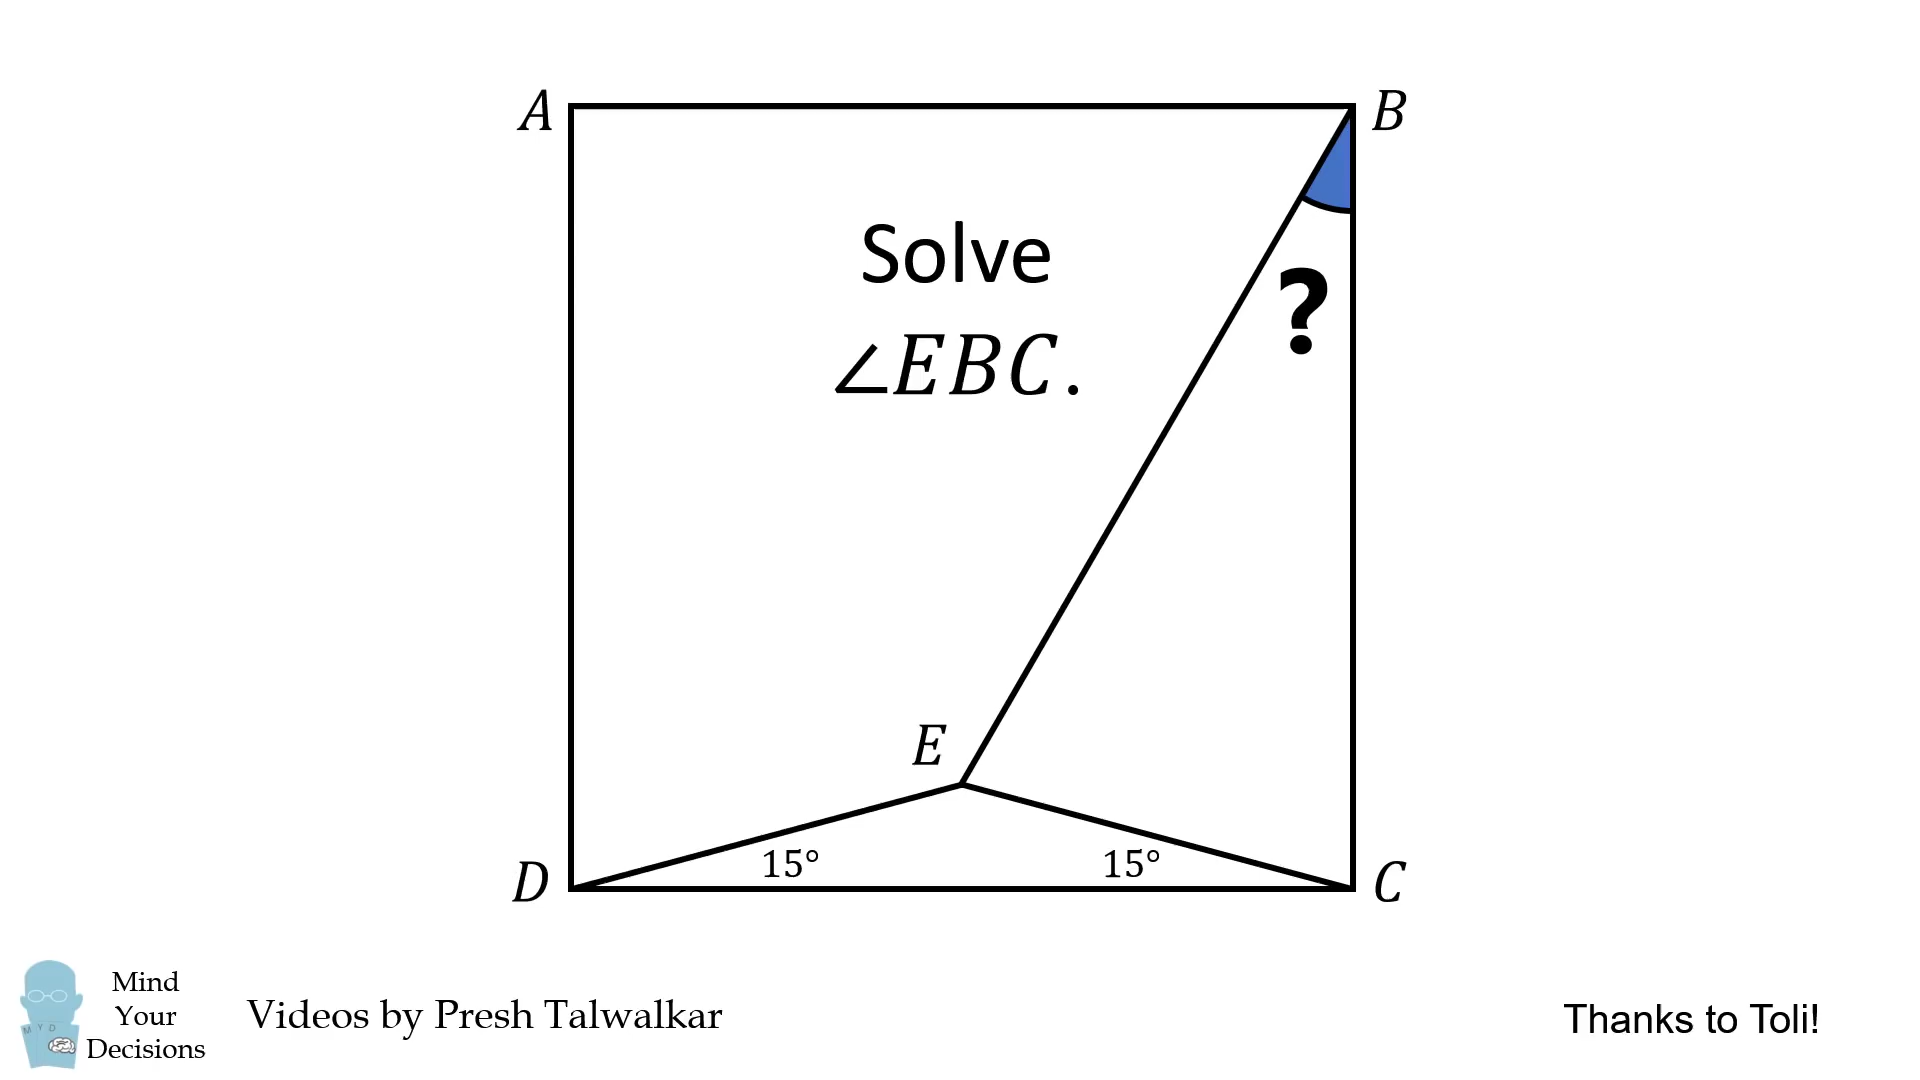 A
B
Solve
∠EBC.
?
E
15° 15°
D
C
M Y D
Mind
Your
Decisions
Videos by Presh Talwalkar
Thanks to Toli!